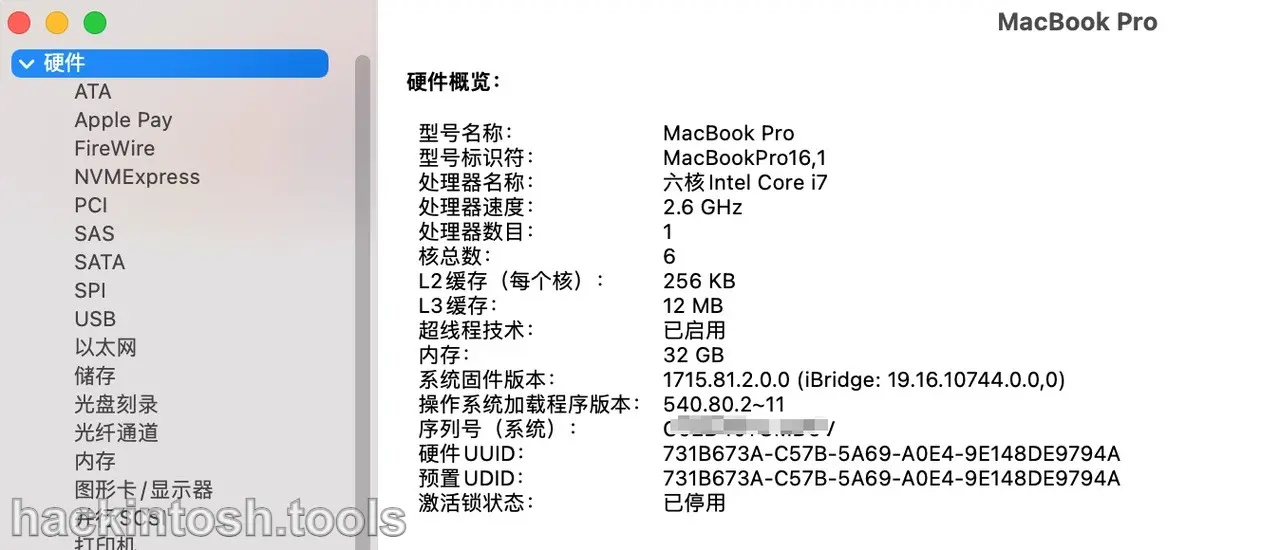 MacBook Pro
硬件
ATA
Apple Pay
FireWire
NVMExpress
PCI
SAS
SATA
SPI
USB
以太网
储存
光盘刻录
光纤通道
内存
图形卡/显示器
并行SCSI
打印机
硬件概览：
型号名称： MacBook Pro
型号标识符： MacBookPro16,1
处理器名称： 六核Intel Core i7
处理器速度： 2.6 GHz
处理器数目： 1
核总数： 6
L2缓存（每个核）： 256 KB
L3缓存： 12 MB
超线程技术： 已启用
内存： 32 GB
系统固件版本： 1715.81.2.0.0 (iBridge: 19.16.10744.0.0,0)
操作系统加载程序版本： 540.80.2~11
序列号（系统）：
硬件UUID： 731B673A-C57B-5A69-A0E4-9E148DE9794A
预置UDID： 731B673A-C57B-5A69-A0E4-9E148DE9794A
激活锁状态： 已停用
hackintosh.tools